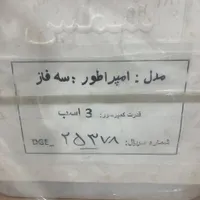 مدل: امپراطور: سه فاز
قدرت کمپرسور: 3 اسب
شماره سریال: ۲۵۳۷۸ DGE_